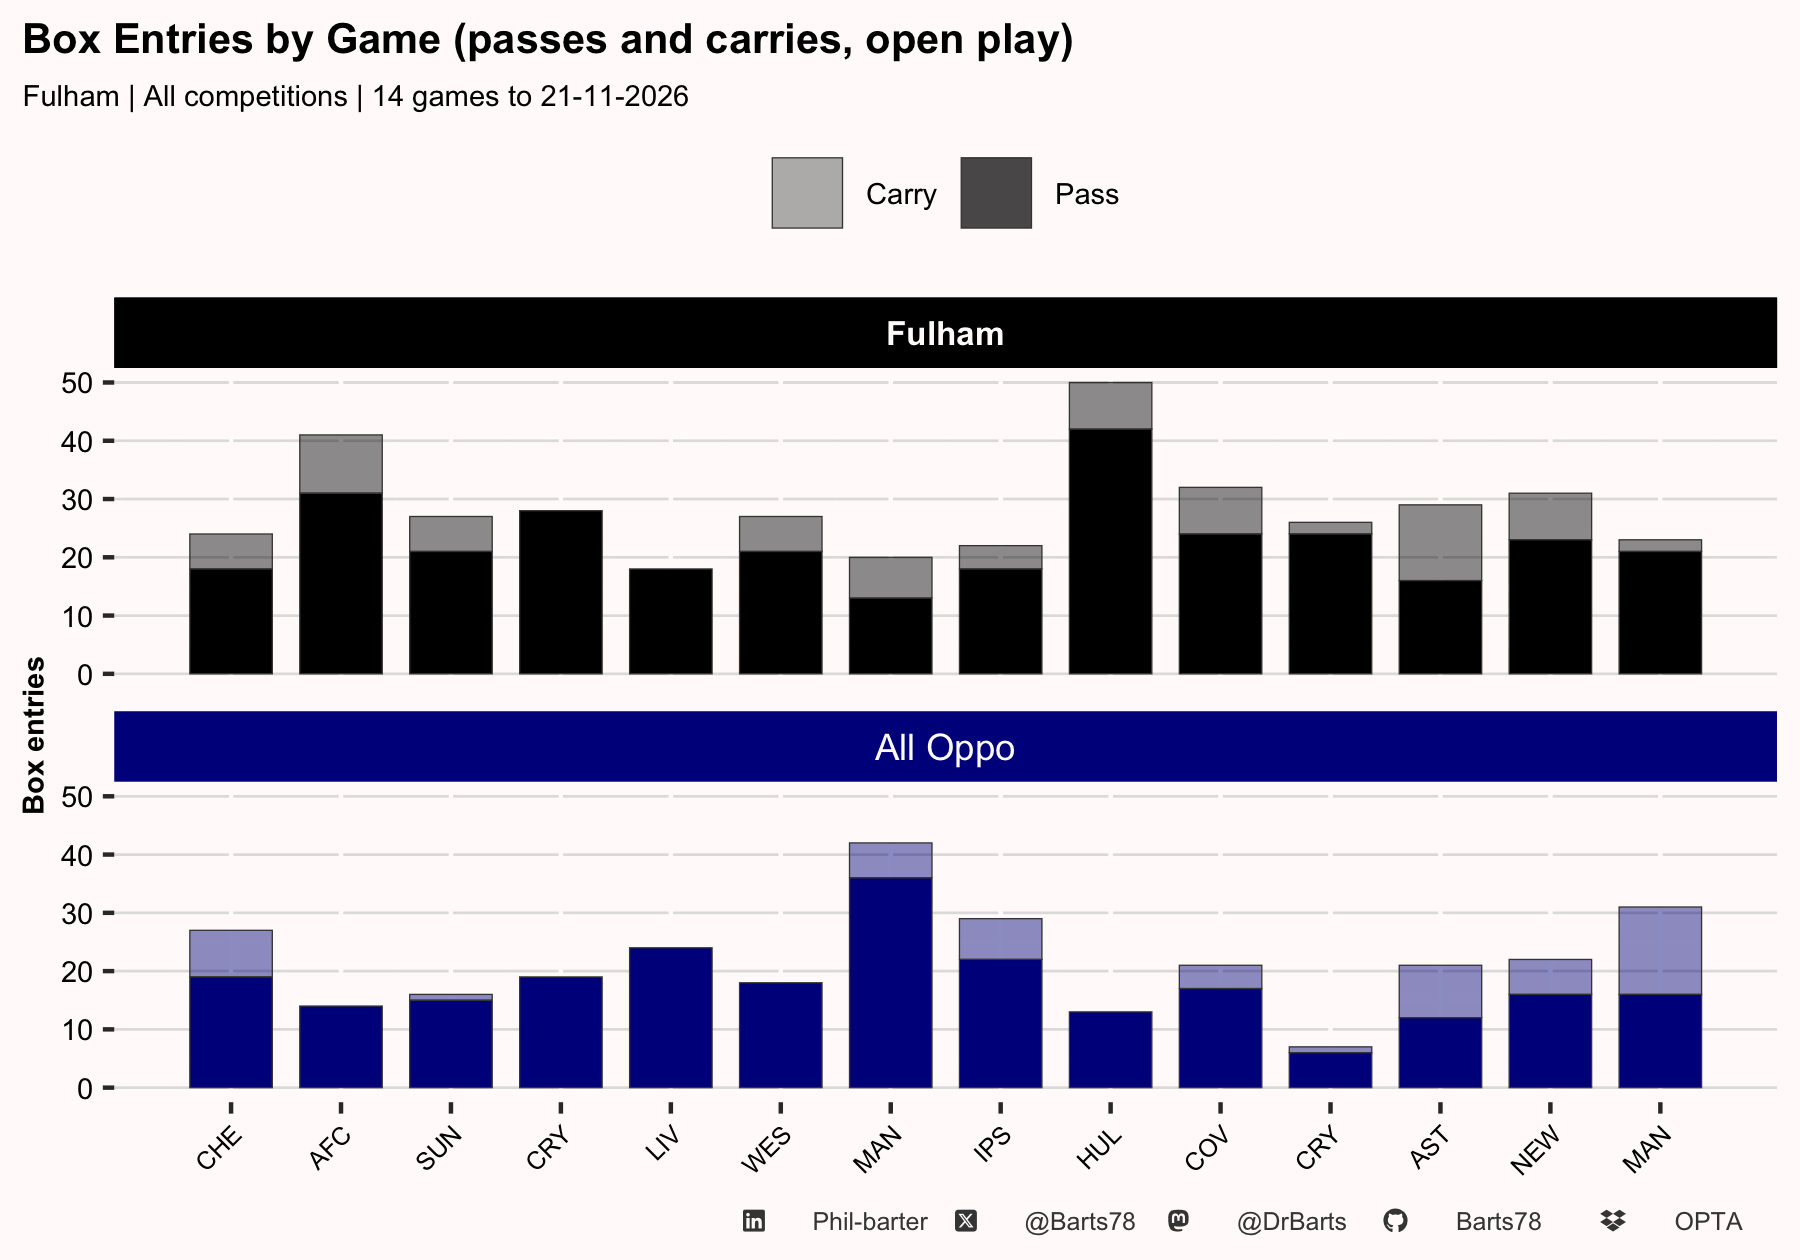 Box Entries by Game (passes and carries, open play)
Fulham | All competitions | 14 games to 21-11-2026
Carry Pass
Fulham
50
40
30
20
10
0
Box entries
All Oppo
50
40
30
20
10
0
CHE AFC SUN CRY LIV WES MAN IPS HUL COV CRY AST NEW MAN
Phil-barter @Barts78 @DrBarts Barts78 OPTA